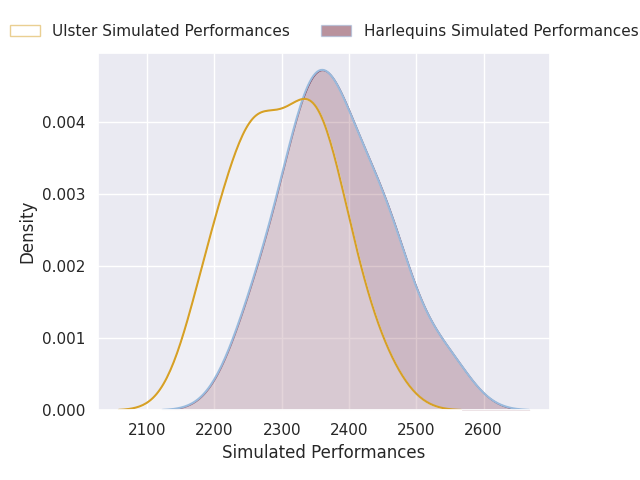 Ulster Simulated Performances Harlequins Simulated Performances
0.004
0.003
0.002
0.001
0.000
Density
2100 2200 2300 2400 2500 2600
Simulated Performances